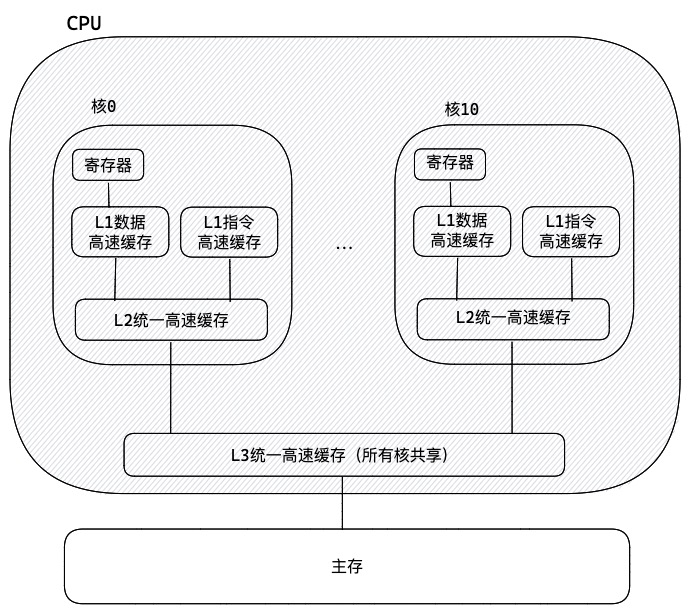 CPU
核0
核10
寄存器
寄存器
L1数据
高速缓存
L1指令
高速缓存
...
L1数据
高速缓存
L1指令
高速缓存
L2统一高速缓存
L2统一高速缓存
L3统一高速缓存（所有核共享）
主存